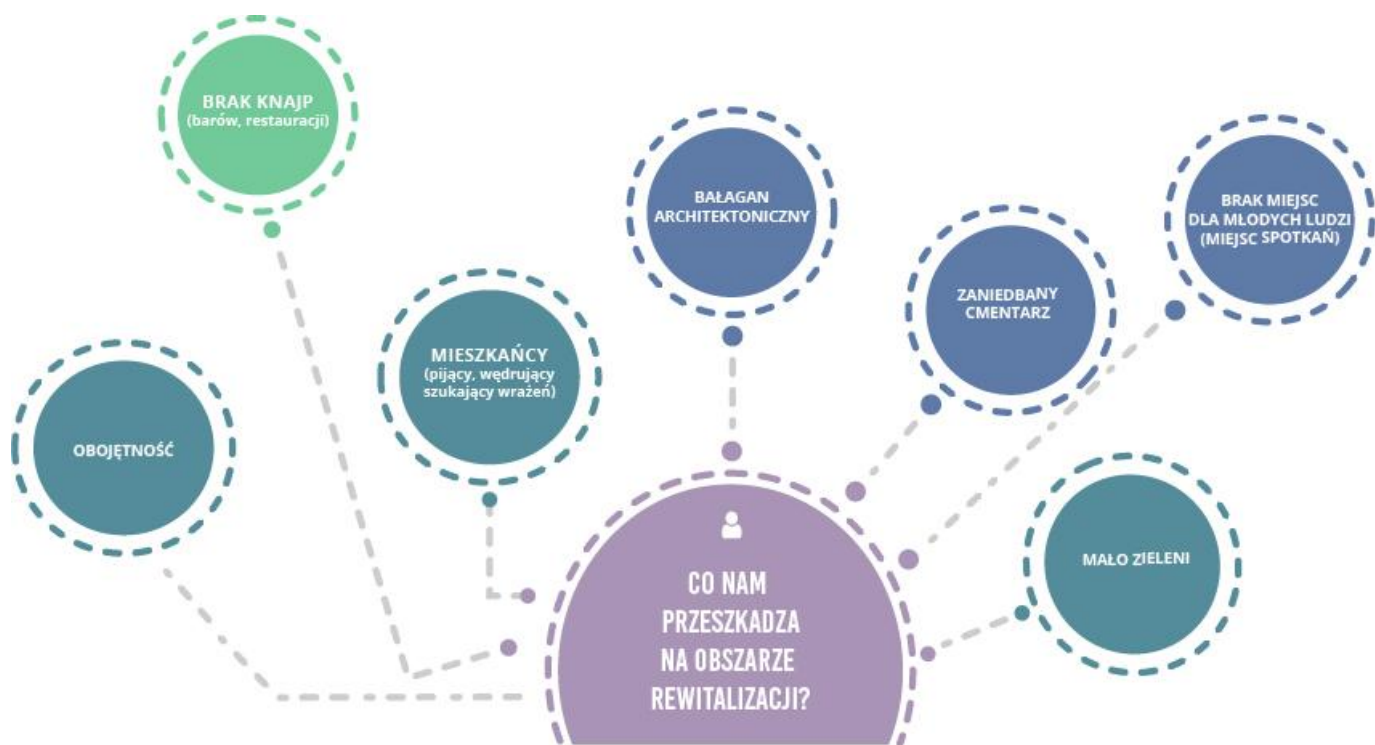 BRAK KNAJP
(barów, restauracji)
BAŁAGAN
ARCHITEKTONICZNY
BRAK MIEJSC
DLA MŁODYCH LUDZI
(MIEJSC SPOTKAŃ)
ZANIEDBANY
CMENTARZ
MIESZKAŃCY
(pijący, wędrujący
szukający wrażeń)
OBOJĘTNOŚĆ
MAŁO ZIELENI
CO NAM
PRZESZKADZA
NA OBSZARZE
REWITALIZACJI?